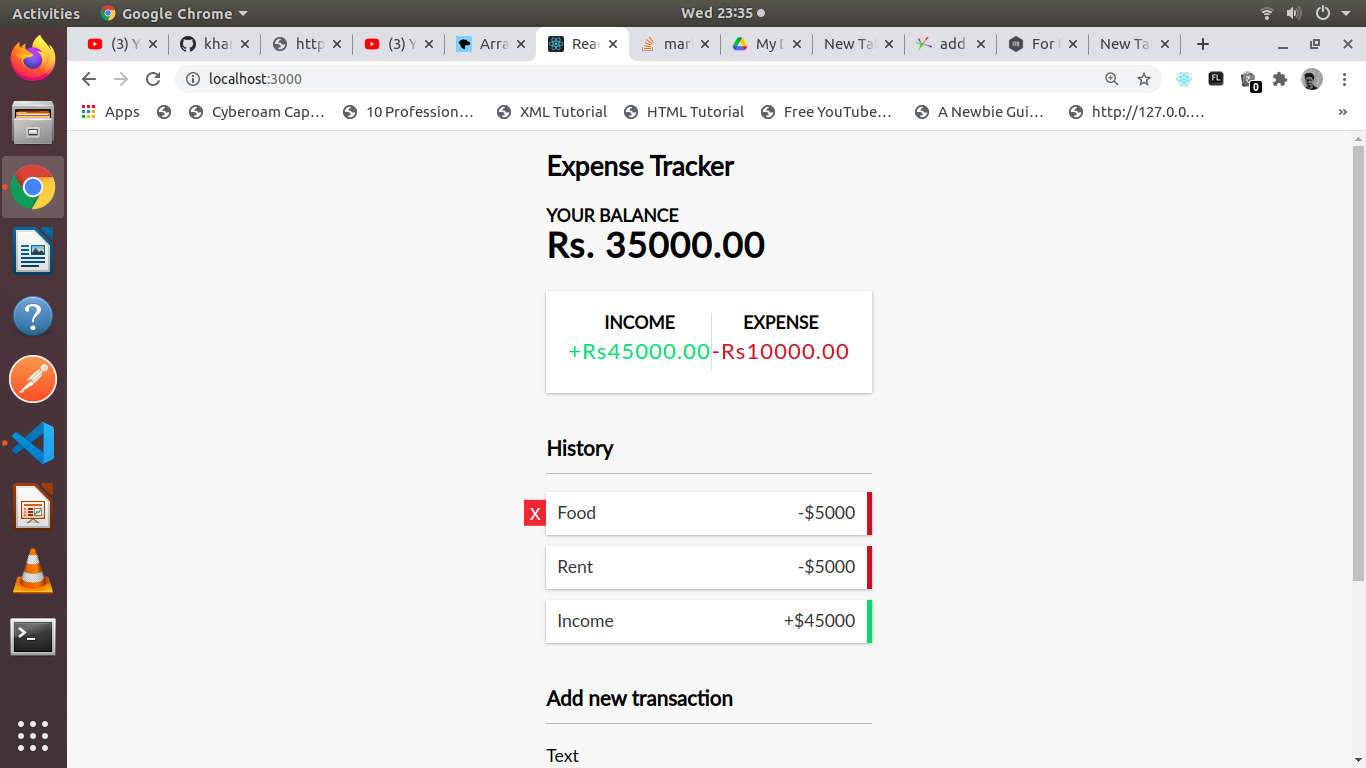 Activities Google Chrome Wed 23:35
(3) Y kha http (3) Y Arra Rea mar My D New Ta add For New Ta
localhost:3000 FL 0
Apps Cyberoam Cap... 10 Profession... XML Tutorial HTML Tutorial Free YouTube... A Newbie Gui... http://127.0.0.... »
Expense Tracker
YOUR BALANCE
Rs. 35000.00
INCOME EXPENSE
+Rs45000.00 -Rs10000.00
History
X Food -$5000
Rent -$5000
Income +$45000
Add new transaction
Text